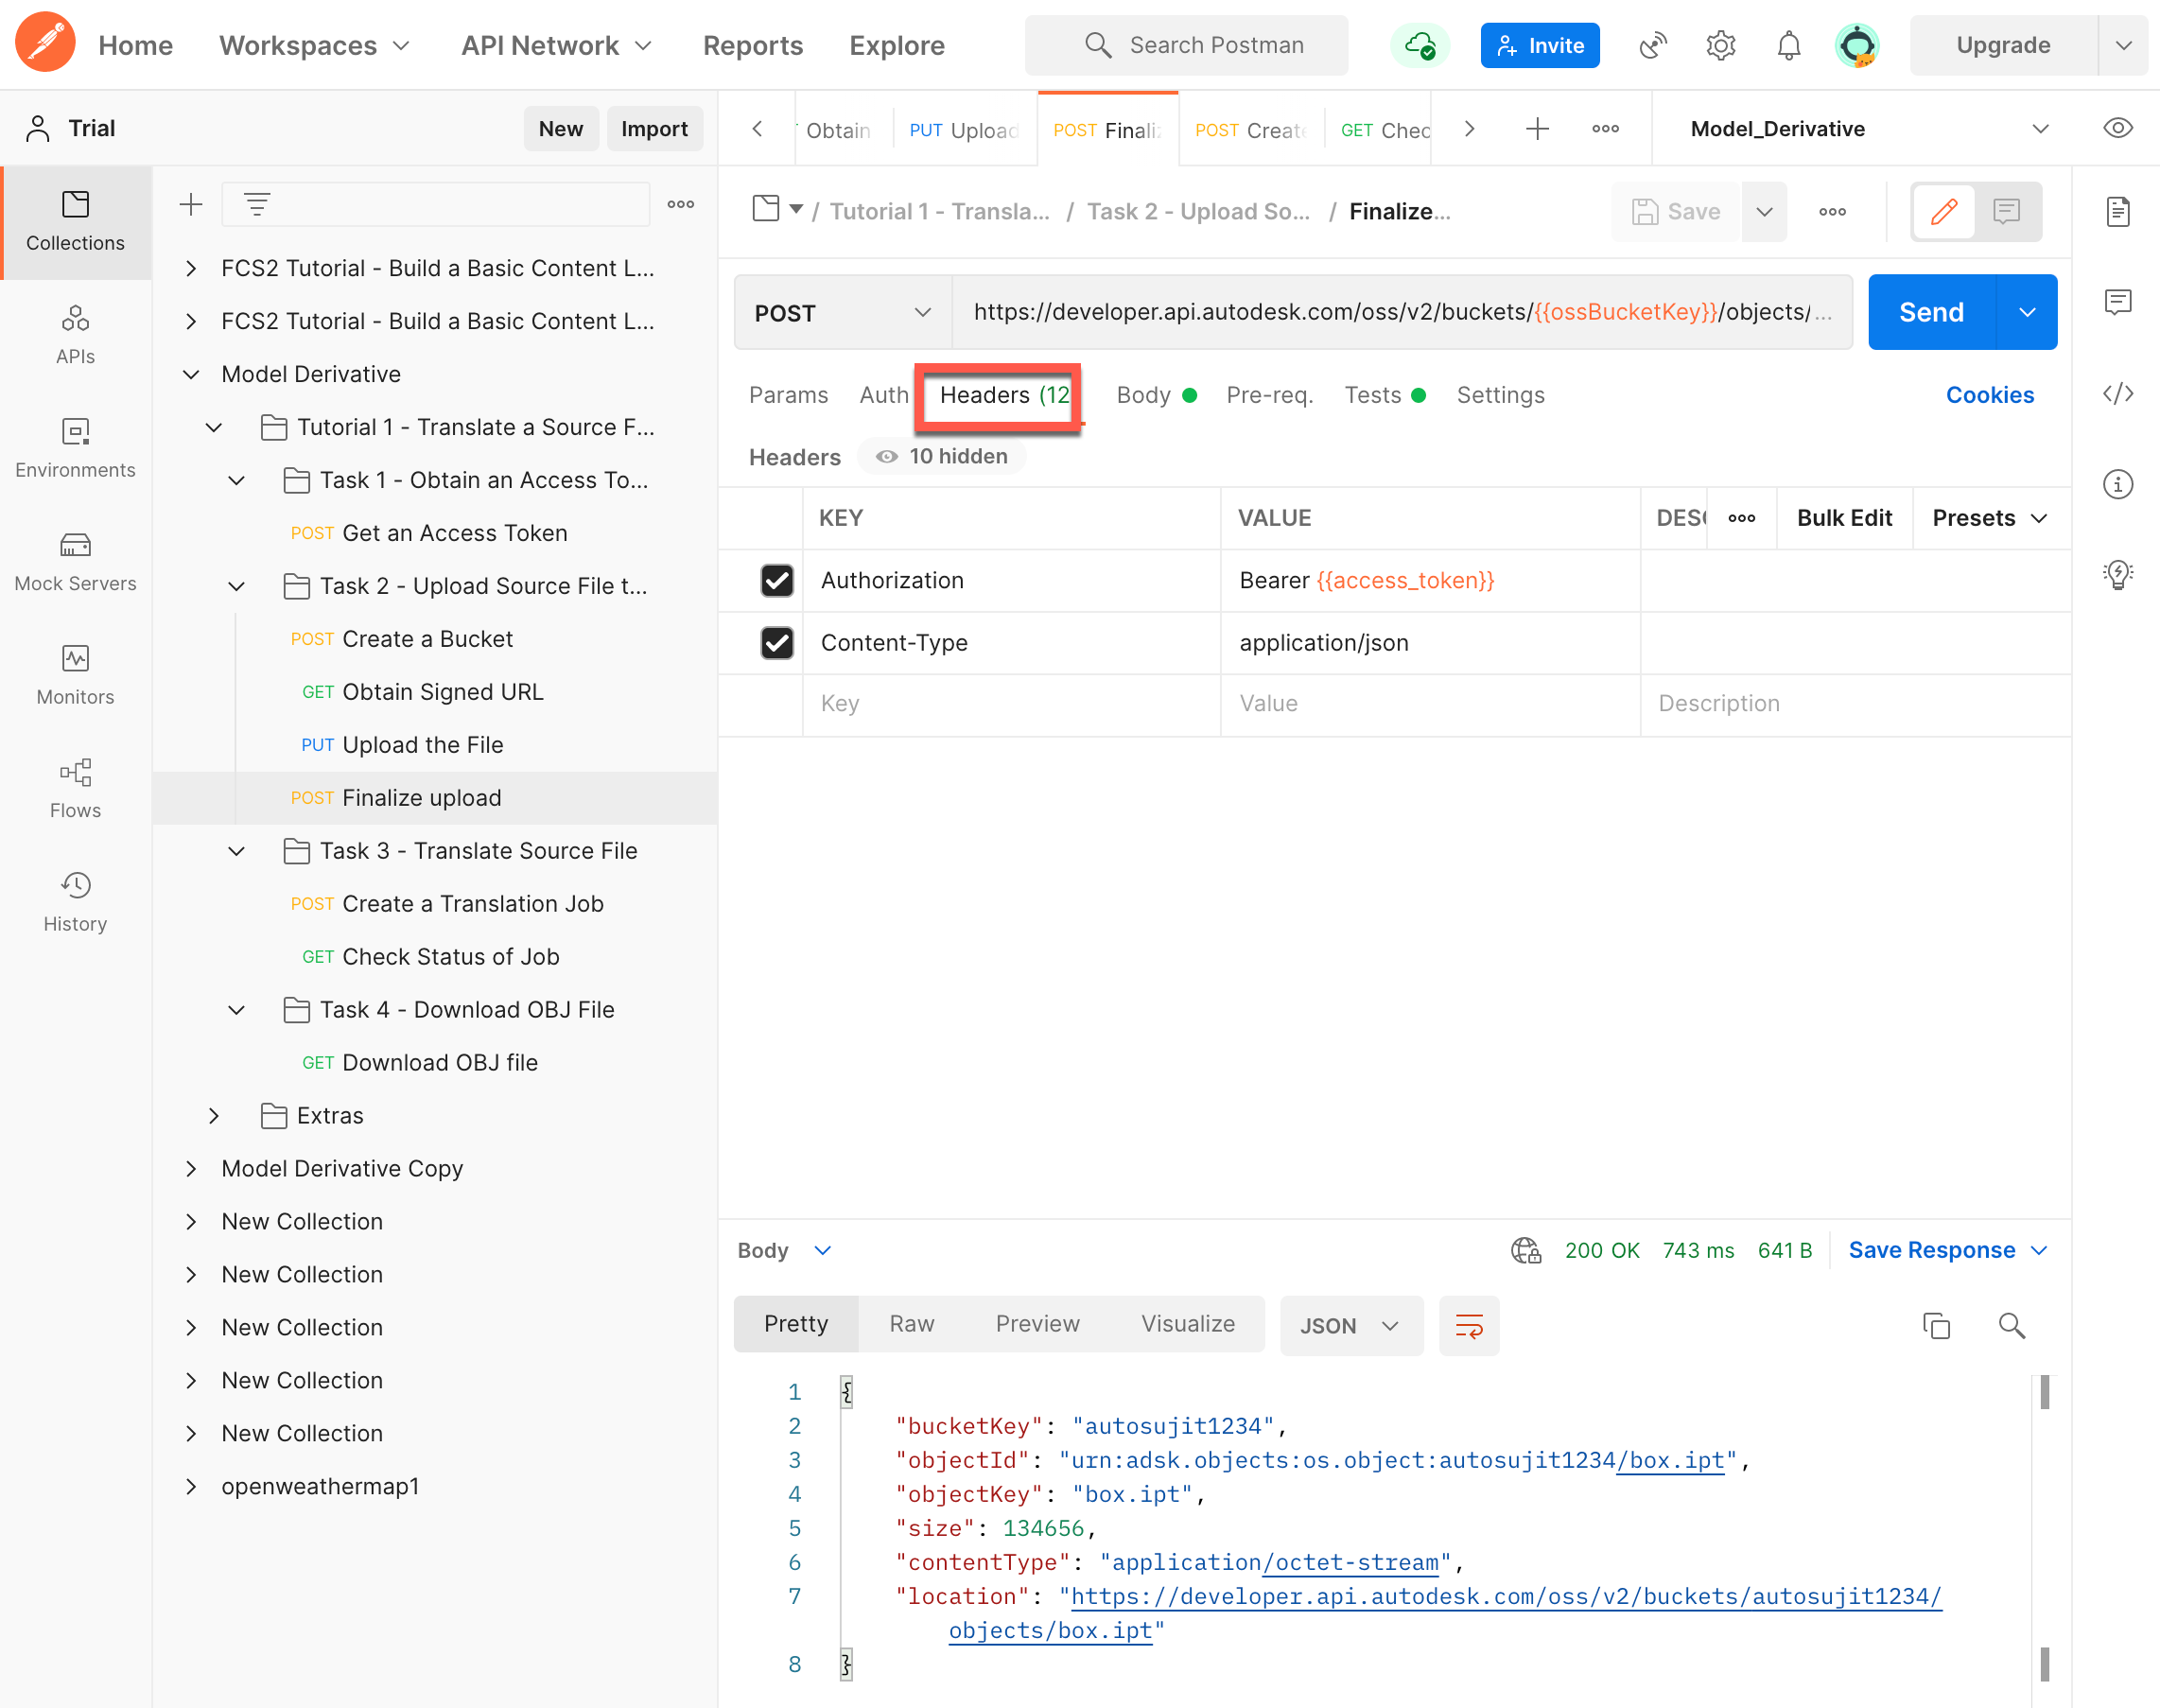 Home Workspaces API Network Reports Explore Search Postman Invite Upgrade
Trial New Import Obtain PUT Upload POST Finaliz POST Create GET Chec Model_Derivative
Collections
APIs
Environments
Mock Servers
Monitors
Flows
History
FCS2 Tutorial - Build a Basic Content L...
FCS2 Tutorial - Build a Basic Content L...
Model Derivative
Tutorial 1 - Translate a Source F...
Task 1 - Obtain an Access To...
POST Get an Access Token
Task 2 - Upload Source File t...
POST Create a Bucket
GET Obtain Signed URL
PUT Upload the File
POST Finalize upload
Task 3 - Translate Source File
POST Create a Translation Job
GET Check Status of Job
Task 4 - Download OBJ File
GET Download OBJ file
Extras
Model Derivative Copy
New Collection
New Collection
New Collection
New Collection
New Collection
openweathermap1
/ Tutorial 1 - Transla... / Task 2 - Upload So... / Finalize... Save
POST https://developer.api.autodesk.com/oss/v2/buckets/{{ossBucketKey}}/objects/... Send
Params Auth Headers (12 Body Pre-req. Tests Settings Cookies
Headers 10 hidden
KEY VALUE DESC Bulk Edit Presets
Authorization Bearer {{access_token}}
Content-Type application/json
Key Value Description
Body 200 OK 743 ms 641 B Save Response
Pretty Raw Preview Visualize JSON
1 {
2 "bucketKey": "autosujit1234",
3 "objectId": "urn:adsk.objects:os.object:autosujit1234/box.ipt",
4 "objectKey": "box.ipt",
5 "size": 134656,
6 "contentType": "application/octet-stream",
7 "location": "https://developer.api.autodesk.com/oss/v2/buckets/autosujit1234/
objects/box.ipt"
8 }